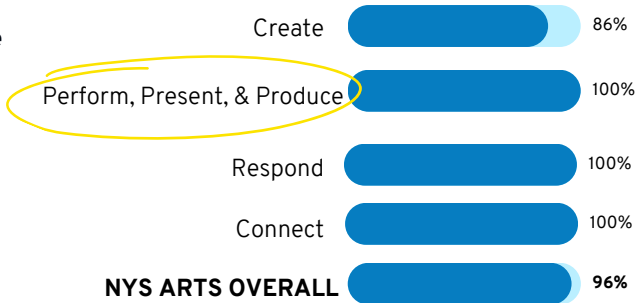 Create 86%
Perform, Present, & Produce 100%
Respond 100%
Connect 100%
NYS ARTS OVERALL 96%